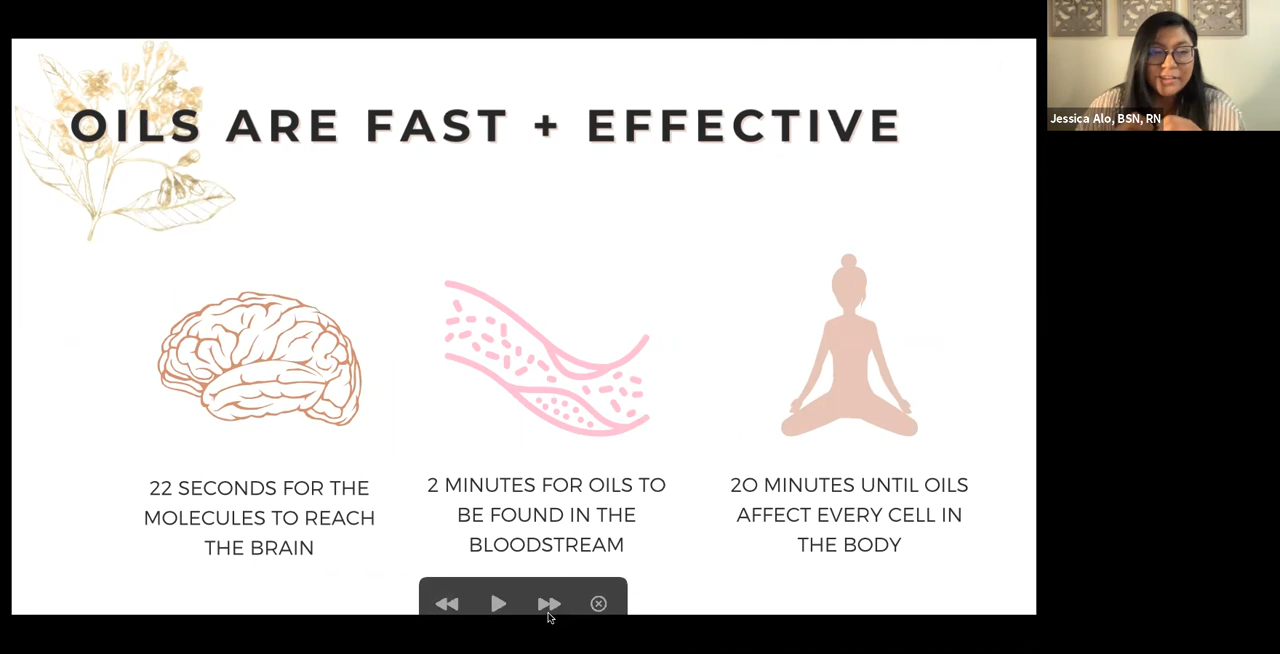 OILS ARE FAST + EFFECTIVE
22 SECONDS FOR THE
MOLECULES TO REACH
THE BRAIN
2 MINUTES FOR OILS TO
BE FOUND IN THE
BLOODSTREAM
20 MINUTES UNTIL OILS
AFFECT EVERY CELL IN
THE BODY
Jessica Alo, BSN, RN